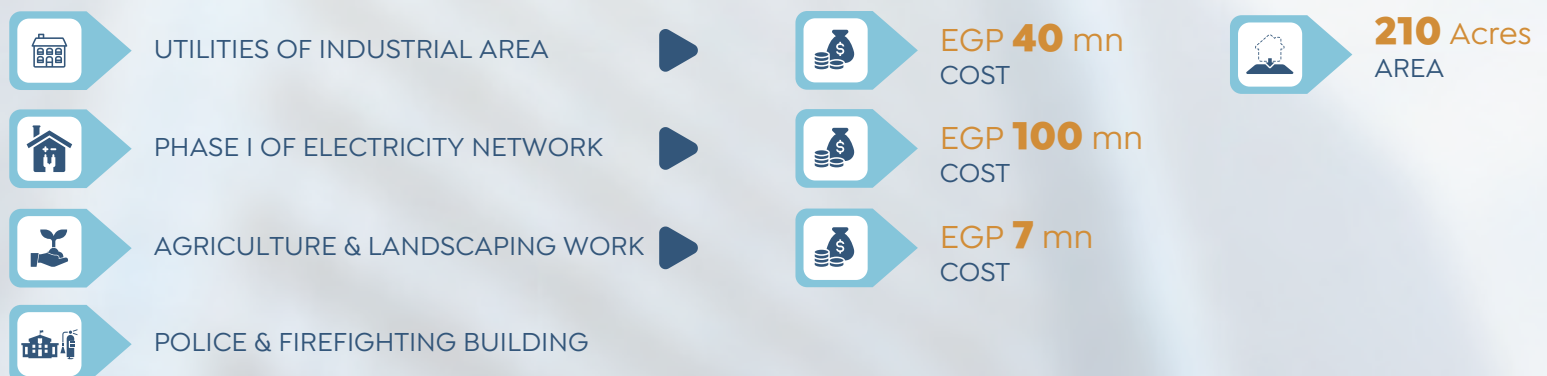 UTILITIES OF INDUSTRIAL AREA
EGP 40 mn
COST
210 Acres
AREA
PHASE I OF ELECTRICITY NETWORK
EGP 100 mn
COST
AGRICULTURE & LANDSCAPING WORK
EGP 7 mn
COST
POLICE & FIREFIGHTING BUILDING